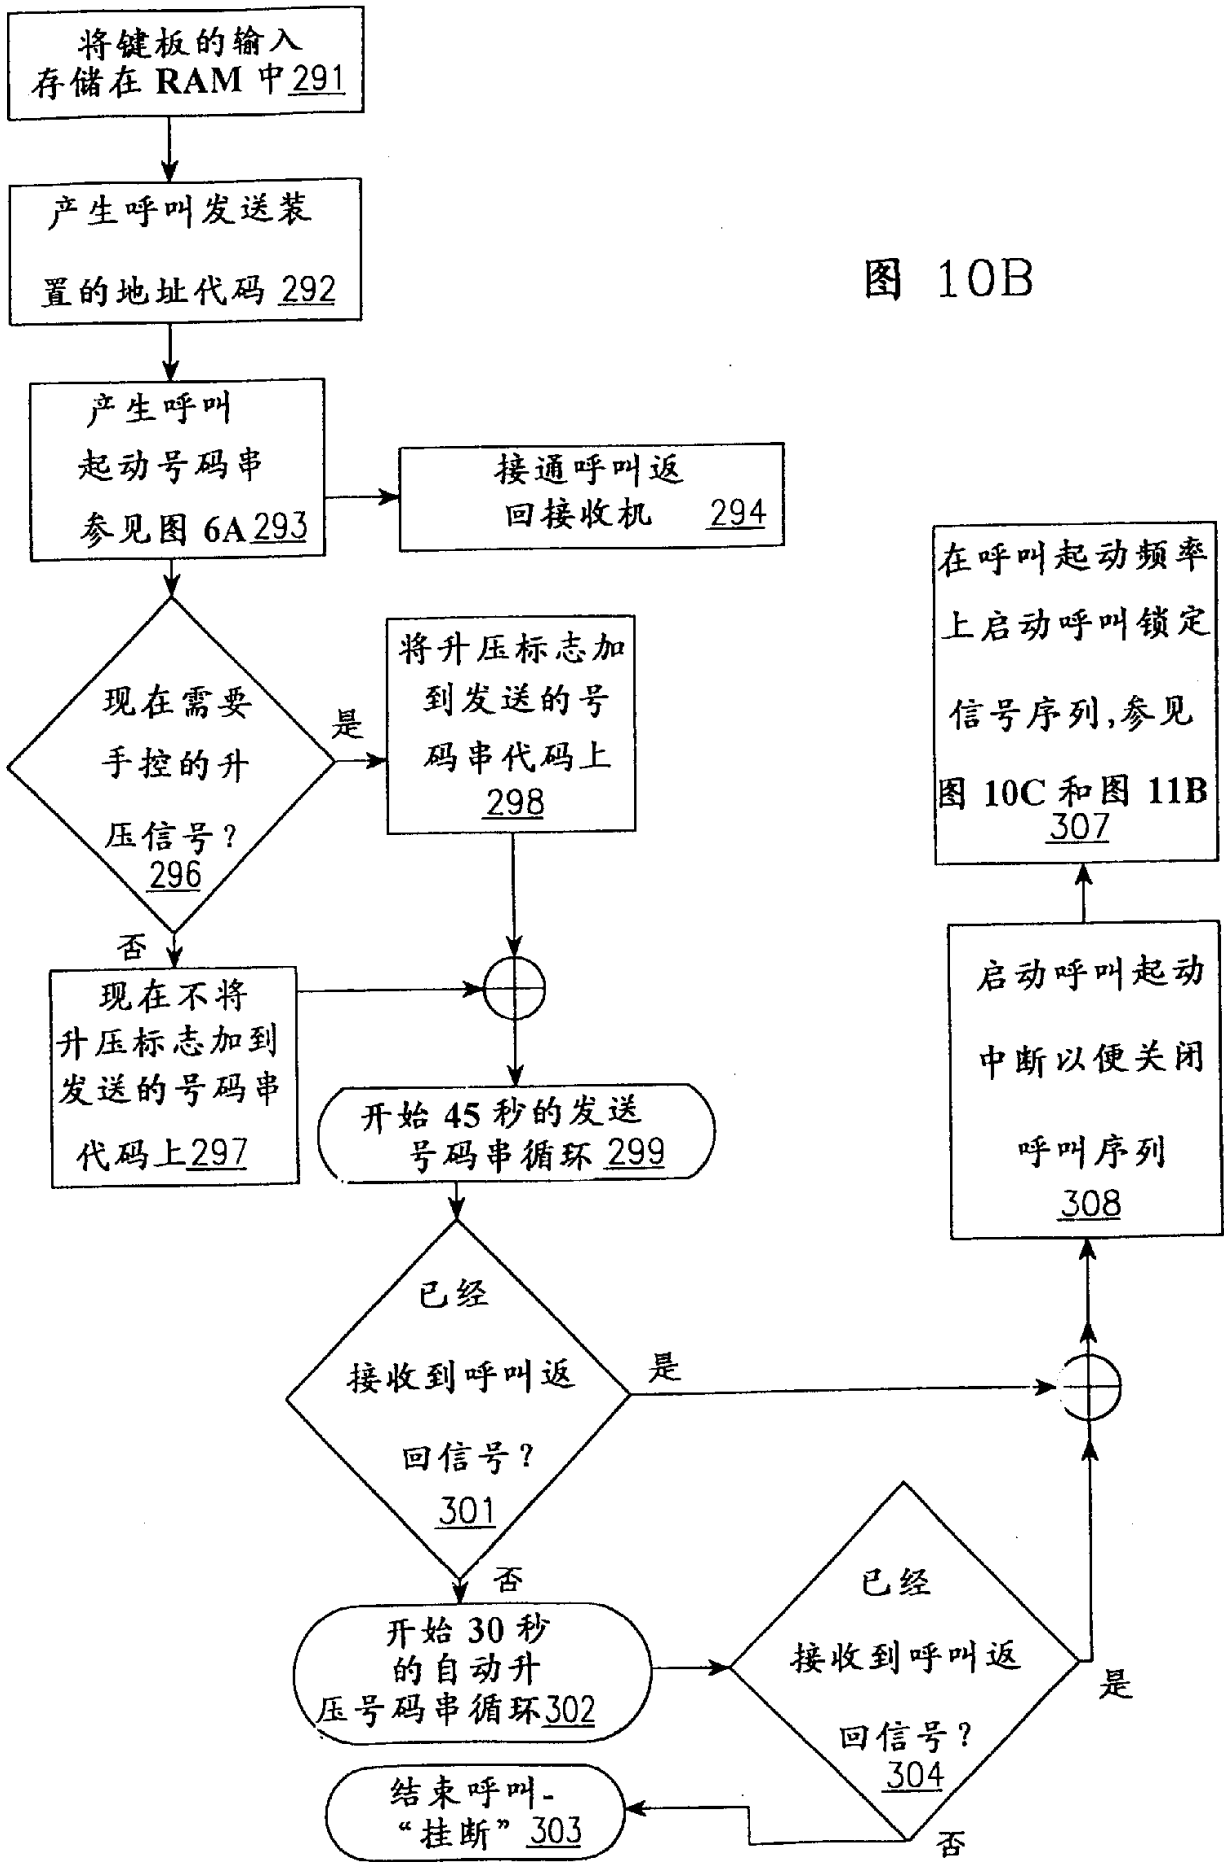 将键板的输入
存储在 RAM 中 291
产生呼叫发送装
置的地址代码 292
图 10B
产生呼叫
起动号码串
参见图 6A 293
接通呼叫返
回接收机 294
现在需要
手控的升
压信号?
296
是
否
将升压标志加
到发送的号
码串代码上
298
现在不将
升压标志加到
发送的号码串
代码上 297
开始 45 秒的发送
号码串循环 299
已经
接收到呼叫返
回信号?
301
是
否
开始 30 秒
的自动升
压号码串循环 302
已经
接收到呼叫返
回信号?
304
是
否
结束呼叫-
“挂断” 303
启动呼叫起动
中断以便关闭
呼叫序列
308
在呼叫起动频率
上启动呼叫锁定
信号序列,参见
图 10C 和图 11B
307